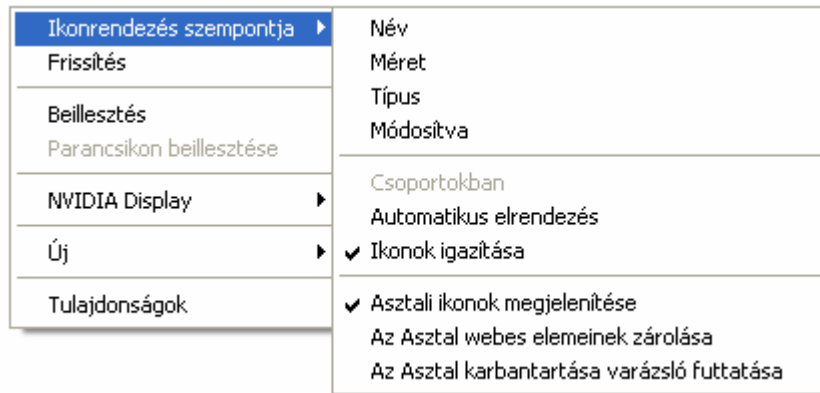 Ikonrendezés szempontja
Frissítés
Beillesztés
Parancsikon beillesztése
NVIDIA Display
Új
Tulajdonságok
Név
Méret
Típus
Módosítva
Csoportokban
Automatikus elrendezés
Ikonok igazítása
Asztali ikonok megjelenítése
Az Asztal webes elemeinek zárolása
Az Asztal karbantartása varázsló futtatása